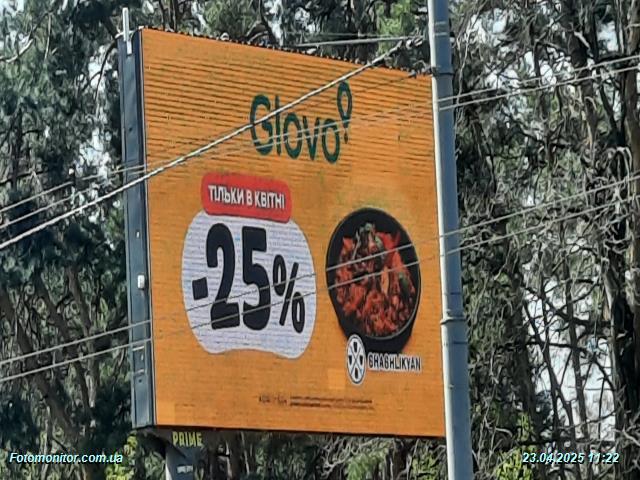 Glovo
ТІЛЬКИ В КВІТНІ
-25%
SHASHLIKYAN
PRIME
Fotomonitor.com.ua
23.04.2025 11:22